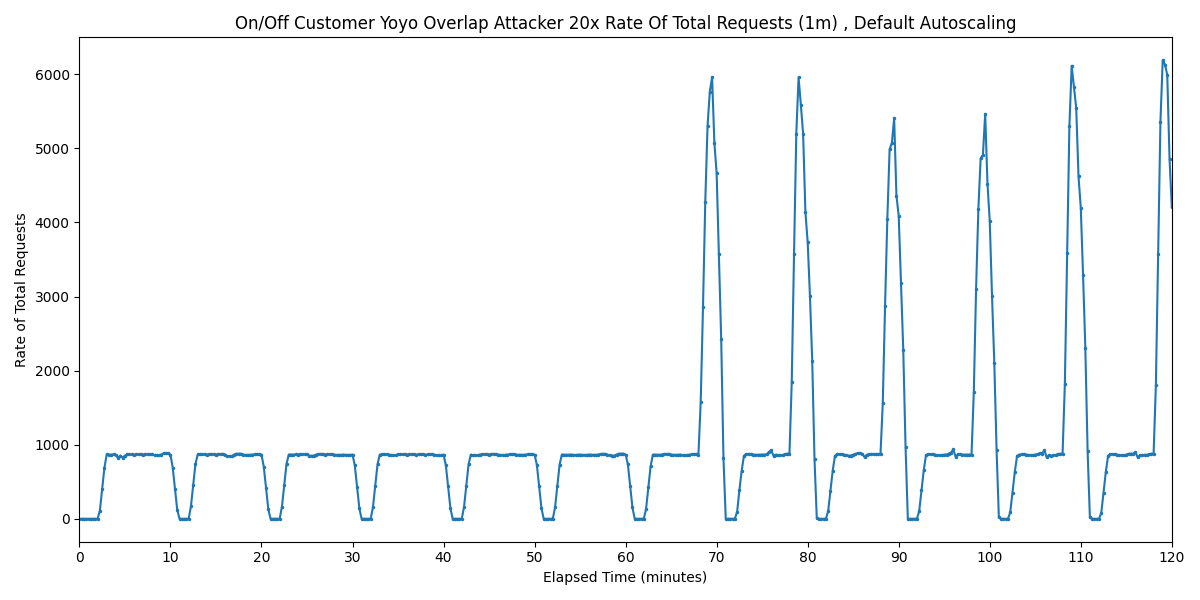 On/Off Customer Yoyo Overlap Attacker 20x Rate Of Total Requests (1m) , Default Autoscaling
Rate of Total Requests
6000
5000
4000
3000
2000
1000
0
0 10 20 30 40 50 60 70 80 90 100 110 120
Elapsed Time (minutes)